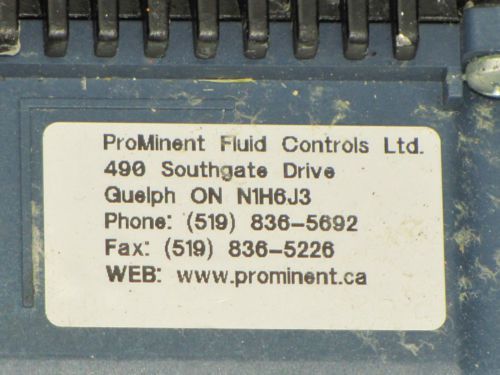 ProMinent Fluid Controls Ltd.
490 Southgate Drive
Guelph ON N1H6J3
Phone: (519) 836-5692
Fax: (519) 836-5226
WEB: www.prominent.ca